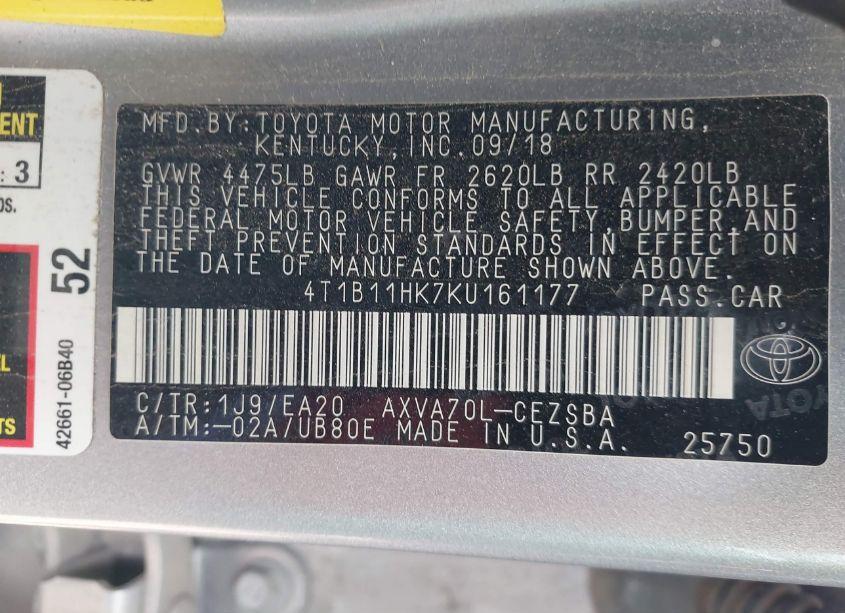 MFD.BY:TOYOTA MOTOR MANUFACTURING,
KENTUCKY,INC.09/18
GVWR 4475LB GAWR FR 2620LB RR 2420LB
THIS VEHICLE CONFORMS TO ALL APPLICABLE
FEDERAL MOTOR VEHICLE SAFETY,BUMPER,AND
THEFT PREVENTION STANDARDS IN EFFECT ON
THE DATE OF MANUFACTURE SHOWN ABOVE.
4T1B11HK7KU161177 PASS.CAR
C/TR:1J9/EA20 AXVA70L-CEZSBA
A/TM:-02A/UB80E MADE IN U.S.A. 25750
TOYOTA
: 3
52
42661-06B40